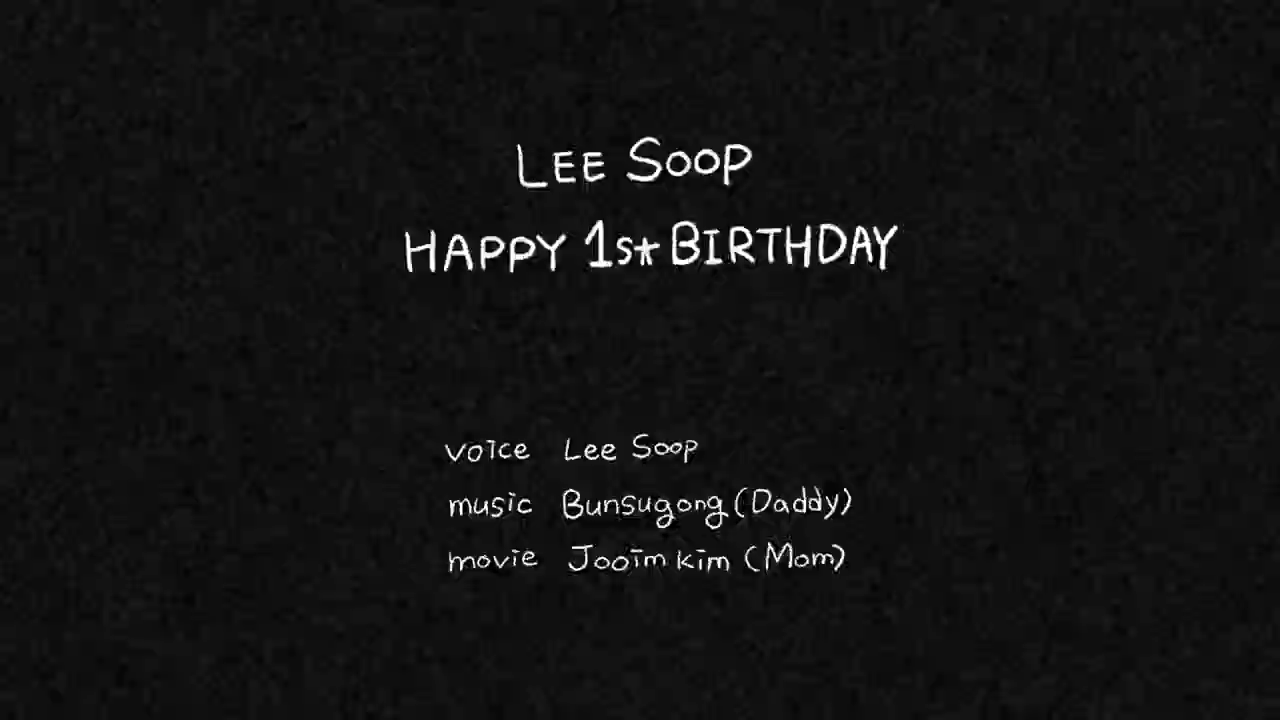 LEE SOOP
HAPPY 1st BIRTHDAY
voice Lee Soop
music Bunsugong (Daddy)
movie Jooim kim (Mom)